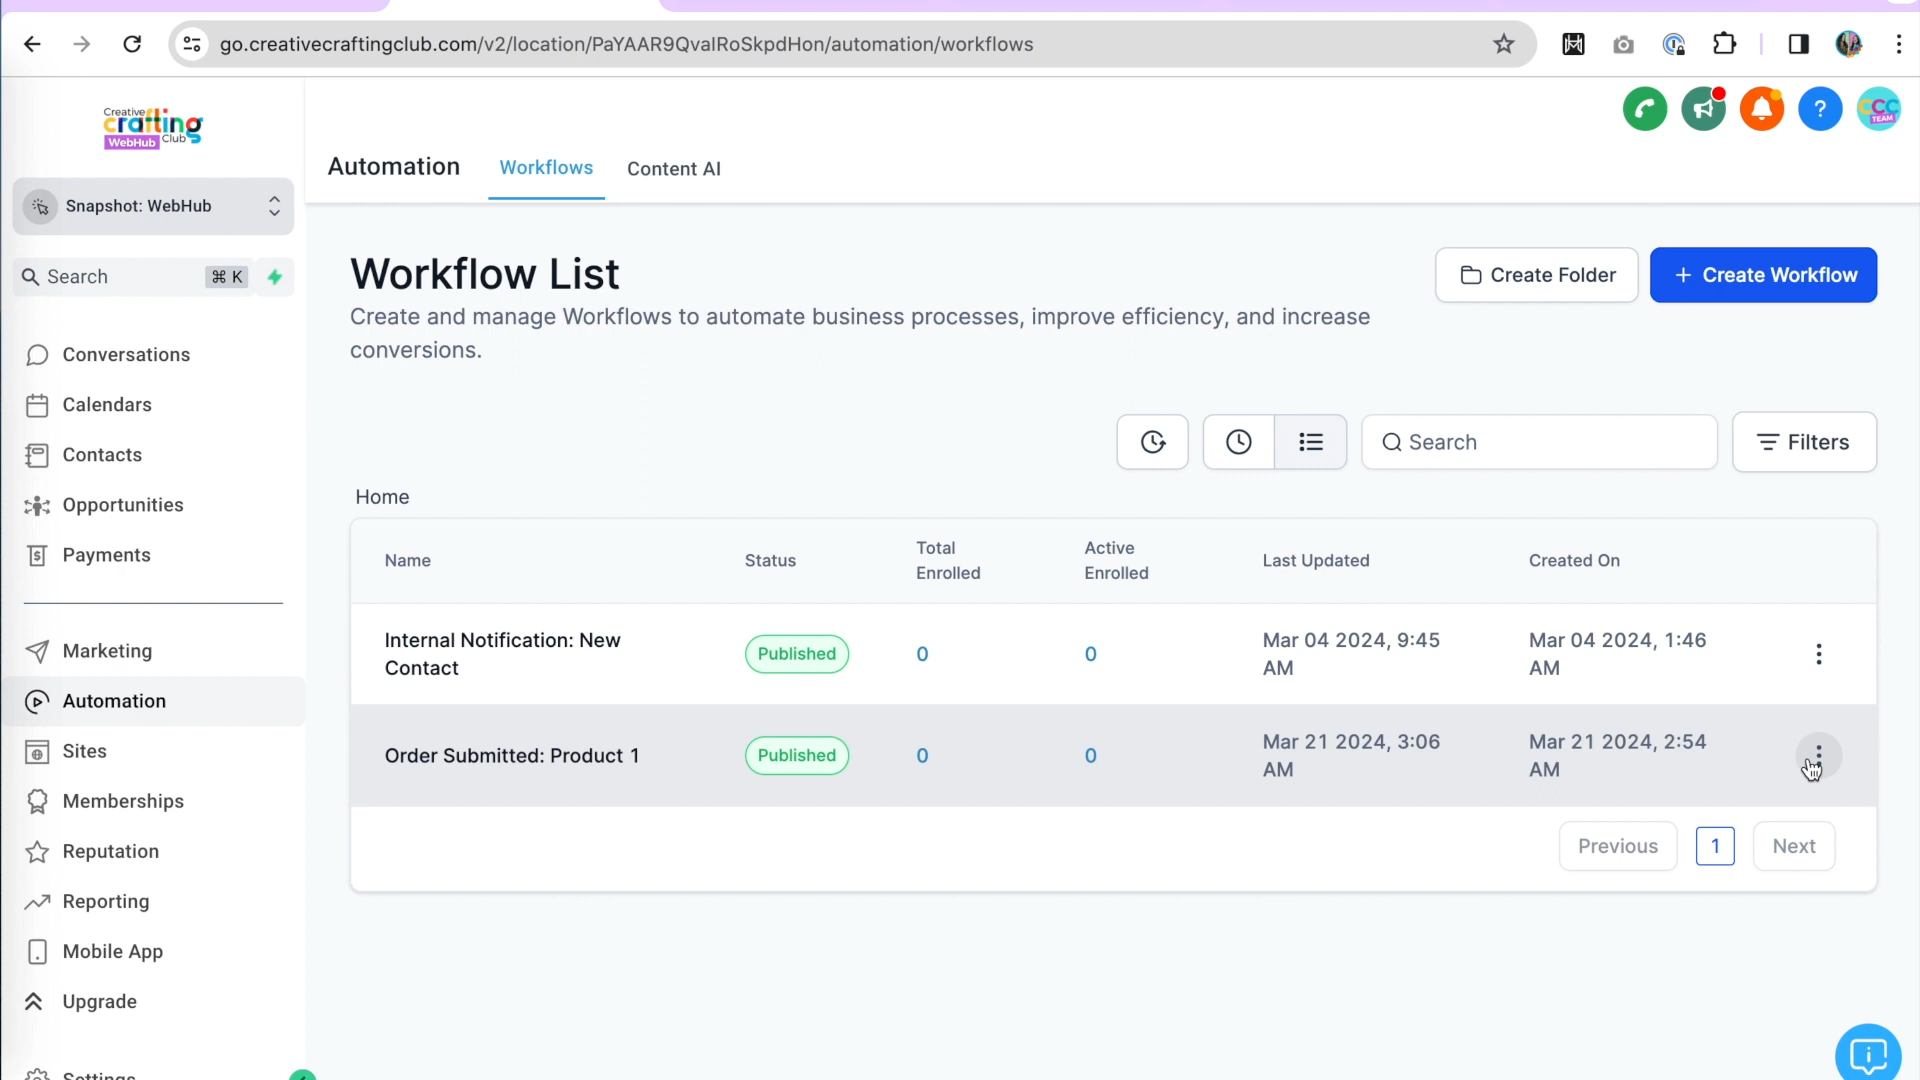 go.creativecraftingclub.com/v2/location/PaYAAR9QvaIRoSkpdHon/automation/workflows
Creative
crafting
WebHub Club
Snapshot: WebHub
Search ⌘ K
Conversations
Calendars
Contacts
Opportunities
Payments
Marketing
Automation
Sites
Memberships
Reputation
Reporting
Mobile App
Upgrade
Settings
?
CCC
TEAM
Automation Workflows Content AI
Workflow List
Create Folder
+ Create Workflow
Create and manage Workflows to automate business processes, improve efficiency, and increase
conversions.
Search
Filters
Home
Name Status Total Enrolled Active Enrolled Last Updated Created On
Internal Notification: New Contact Published 0 0 Mar 04 2024, 9:45 AM Mar 04 2024, 1:46 AM
Order Submitted: Product 1 Published 0 0 Mar 21 2024, 3:06 AM Mar 21 2024, 2:54 AM
Previous 1 Next